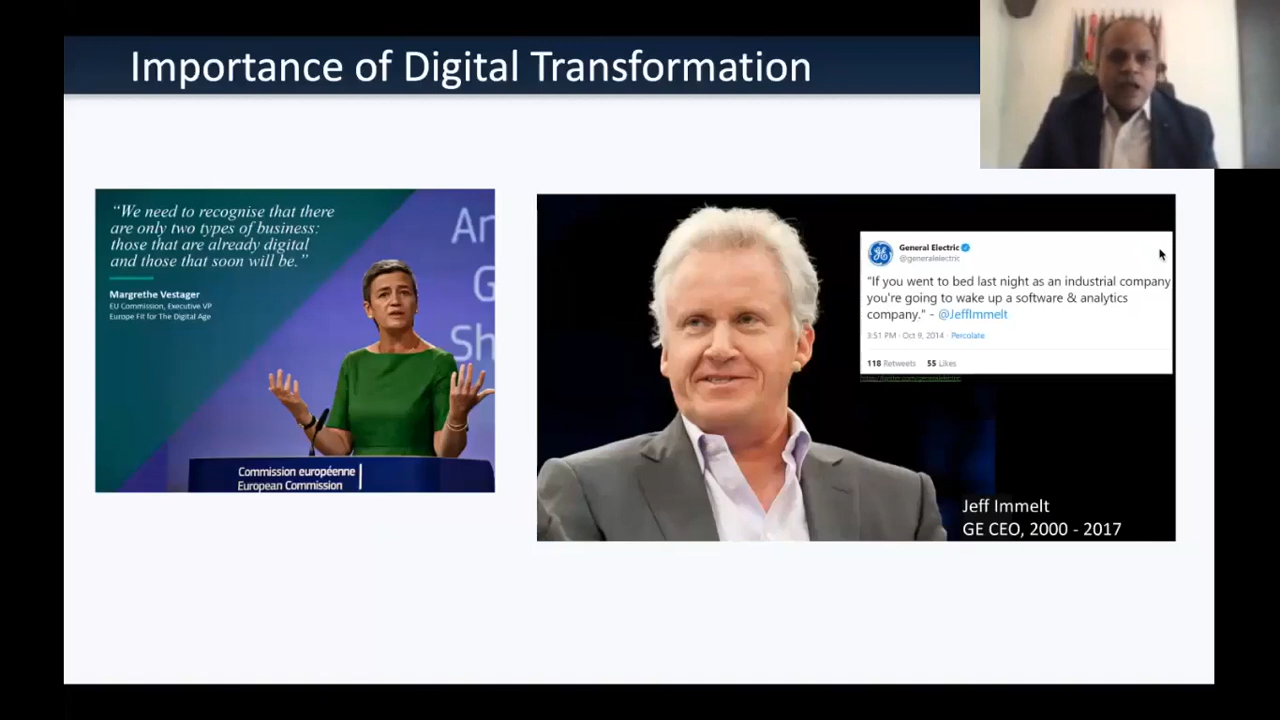 Importance of Digital Transformation
“We need to recognise that there
are only two types of business:
those that are already digital
and those that soon will be.”
Margrethe Vestager
EU Commission, Executive VP
Europe Fit for The Digital Age
An
G
Sh
Commission européenne
European Commission
General Electric
@generalelectric
“If you went to bed last night as an industrial company
you're going to wake up a software & analytics
company.” - @JeffImmelt
3:51 PM · Oct 9, 2014 · Percolate
118 Retweets 55 Likes
Jeff Immelt
GE CEO, 2000 - 2017